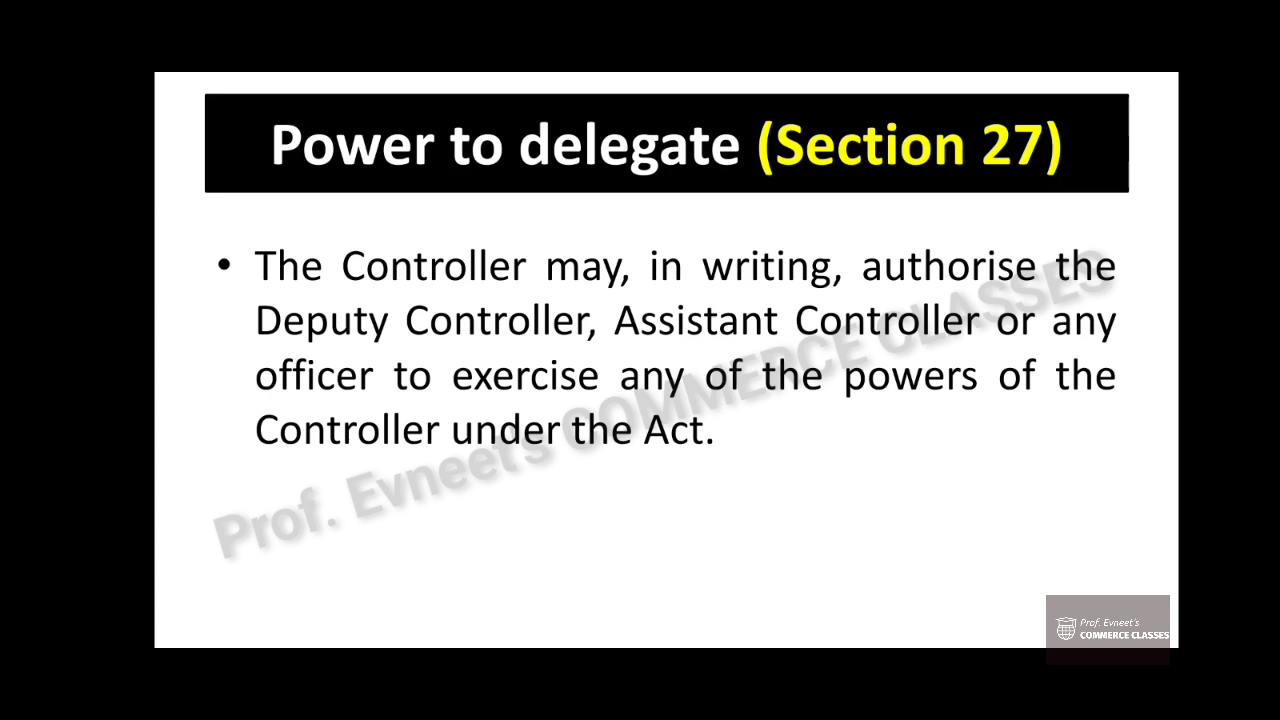 Power to delegate (Section 27)
• The Controller may, in writing, authorise the
Deputy Controller, Assistant Controller or any
officer to exercise any of the powers of the
Controller under the Act.
Prof. Evneet's COMMERCE CLASSES
Prof. Evneet's
COMMERCE CLASSES